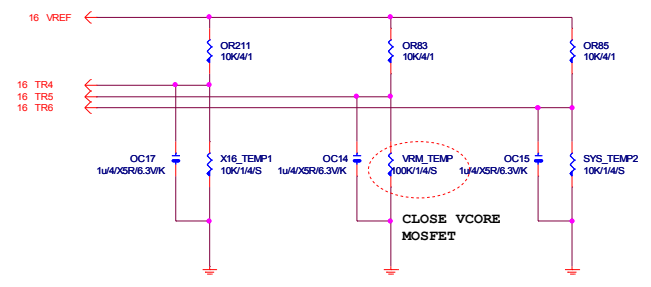 16 VREF
OR211
10K/4/1
OR83
10K/4/1
OR85
10K/4/1
16 TR4
16 TR5
16 TR6
OC17
1u/4/X5R/6.3V/K
X16_TEMP1
10K/1/4/S
OC14
1u/4/X5R/6.3V/K
VRM_TEMP
100K/1/4/S
OC15
1u/4/X5R/6.3V/K
SYS_TEMP2
10K/1/4/S
CLOSE VCORE
MOSFET